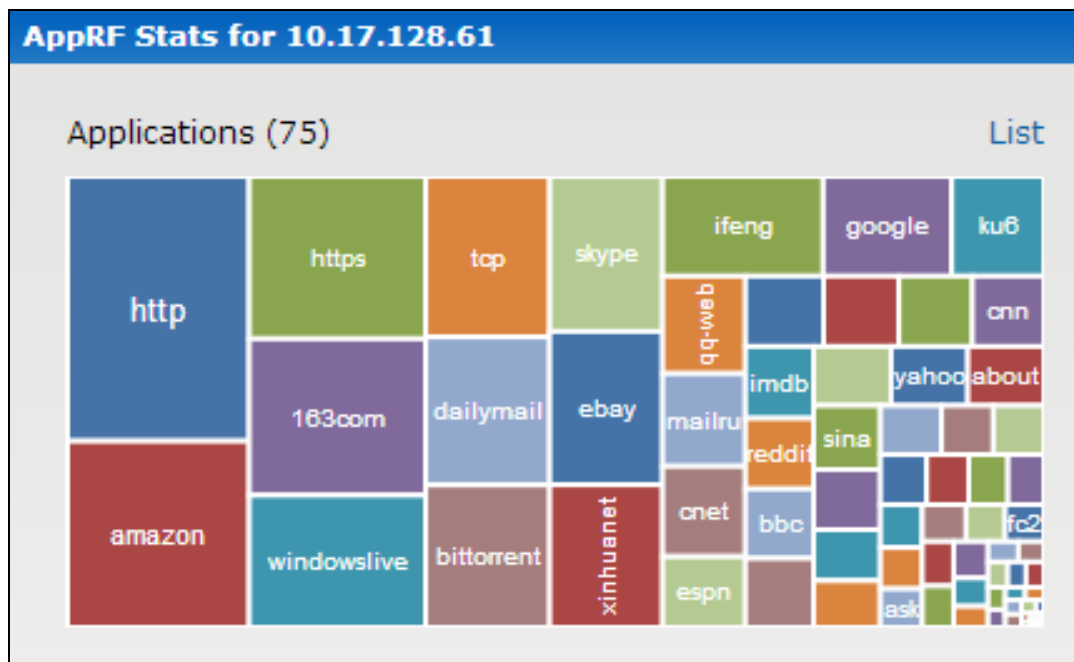 AppRF Stats for 10.17.128.61
Applications (75)
List
http
https
tcp
skype
ifeng
google
ku6
qq-web
cnn
163com
dailymail
ebay
mailru
imdb
yahoo
about
amazon
reddit
sina
windowslive
bittorrent
xinhuanet
cnet
bbc
fc2
espn
ask